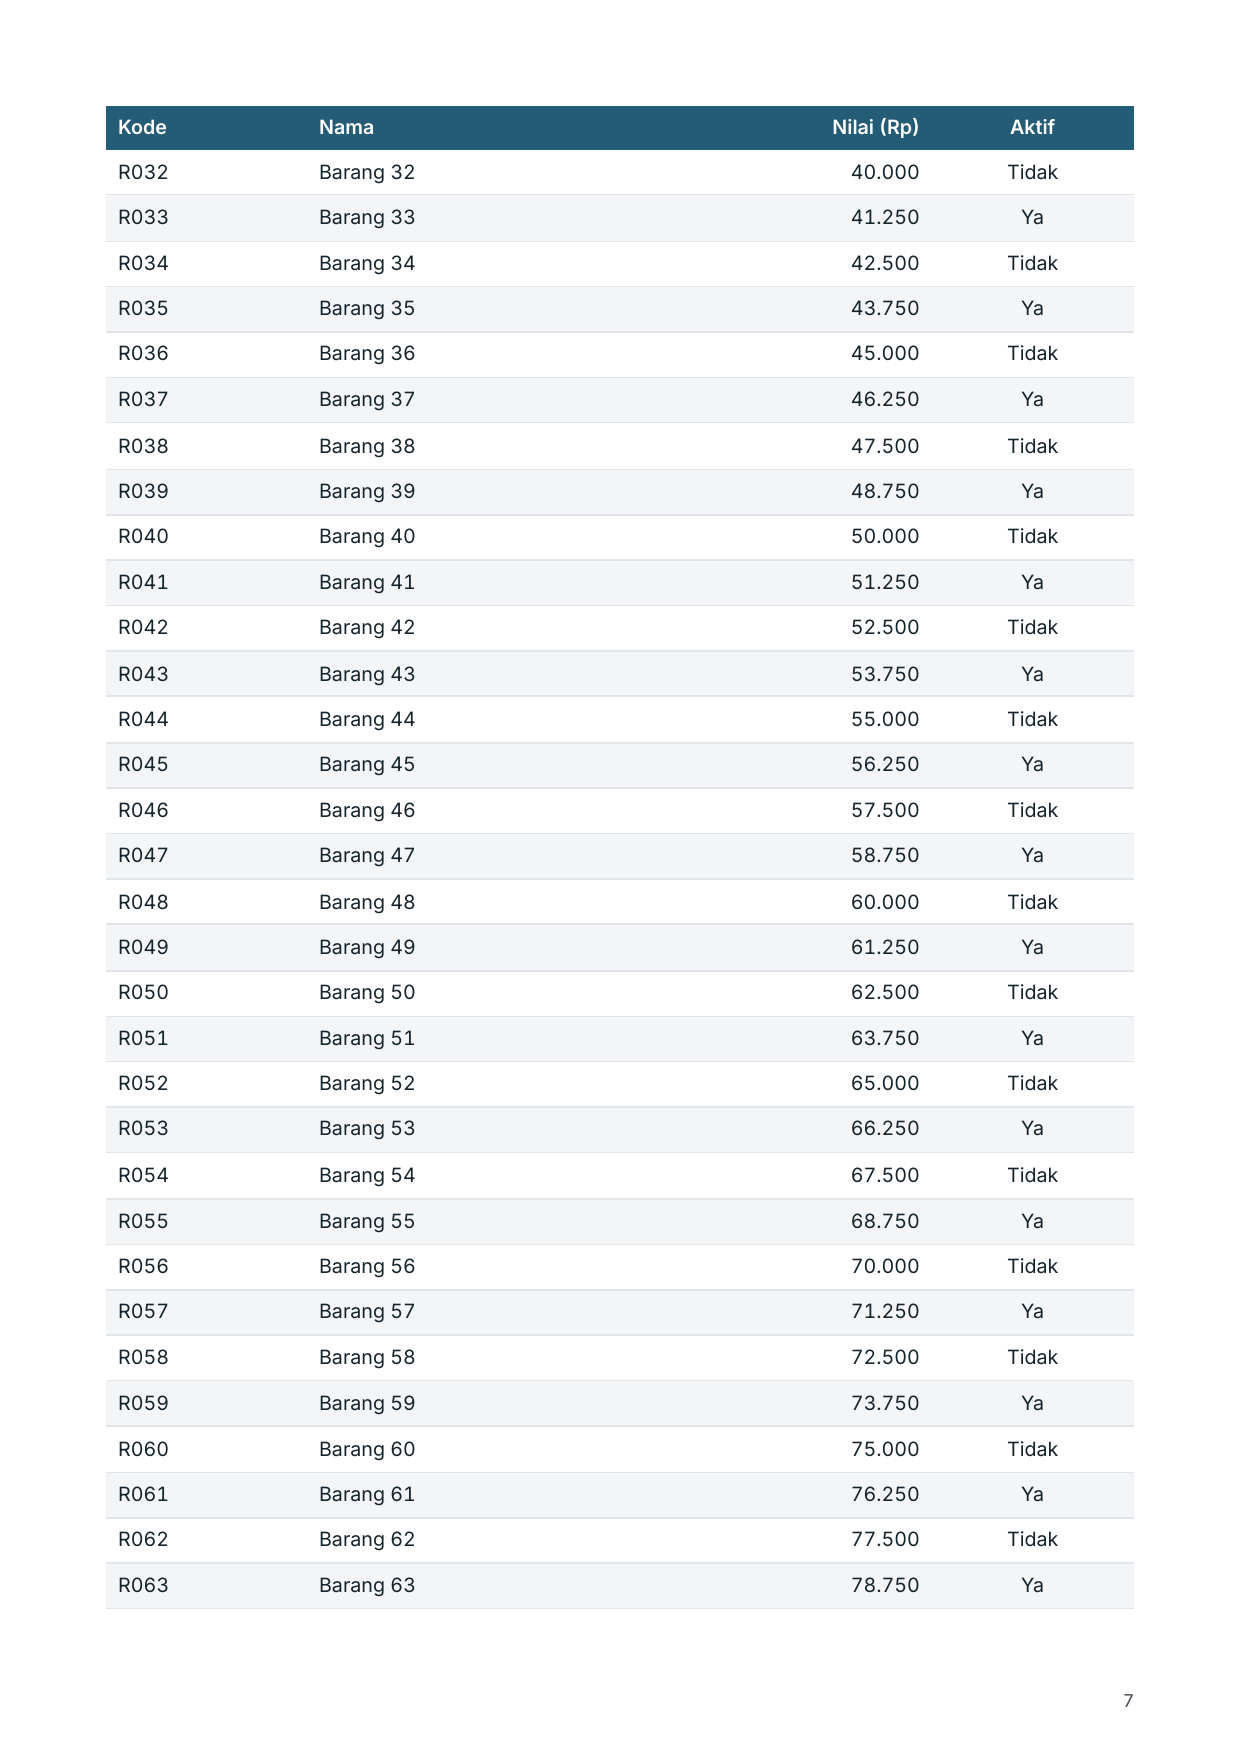 Kode Nama Nilai (Rp) Aktif
R032 Barang 32 40.000 Tidak
R033 Barang 33 41.250 Ya
R034 Barang 34 42.500 Tidak
R035 Barang 35 43.750 Ya
R036 Barang 36 45.000 Tidak
R037 Barang 37 46.250 Ya
R038 Barang 38 47.500 Tidak
R039 Barang 39 48.750 Ya
R040 Barang 40 50.000 Tidak
R041 Barang 41 51.250 Ya
R042 Barang 42 52.500 Tidak
R043 Barang 43 53.750 Ya
R044 Barang 44 55.000 Tidak
R045 Barang 45 56.250 Ya
R046 Barang 46 57.500 Tidak
R047 Barang 47 58.750 Ya
R048 Barang 48 60.000 Tidak
R049 Barang 49 61.250 Ya
R050 Barang 50 62.500 Tidak
R051 Barang 51 63.750 Ya
R052 Barang 52 65.000 Tidak
R053 Barang 53 66.250 Ya
R054 Barang 54 67.500 Tidak
R055 Barang 55 68.750 Ya
R056 Barang 56 70.000 Tidak
R057 Barang 57 71.250 Ya
R058 Barang 58 72.500 Tidak
R059 Barang 59 73.750 Ya
R060 Barang 60 75.000 Tidak
R061 Barang 61 76.250 Ya
R062 Barang 62 77.500 Tidak
R063 Barang 63 78.750 Ya
7